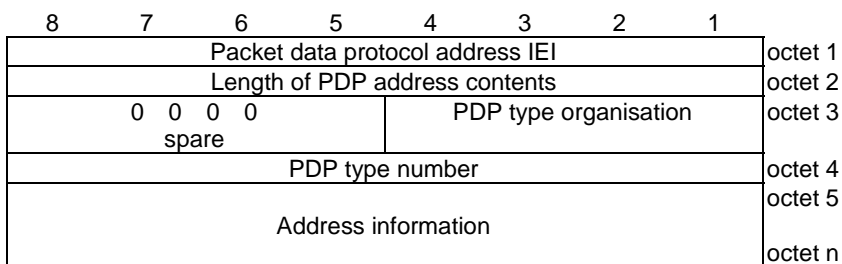 8 7 6 5 4 3 2 1
Packet data protocol address IEI octet 1
Length of PDP address contents octet 2
0 0 0 0 PDP type organisation octet 3
spare
PDP type number octet 4
octet 5
Address information
octet n